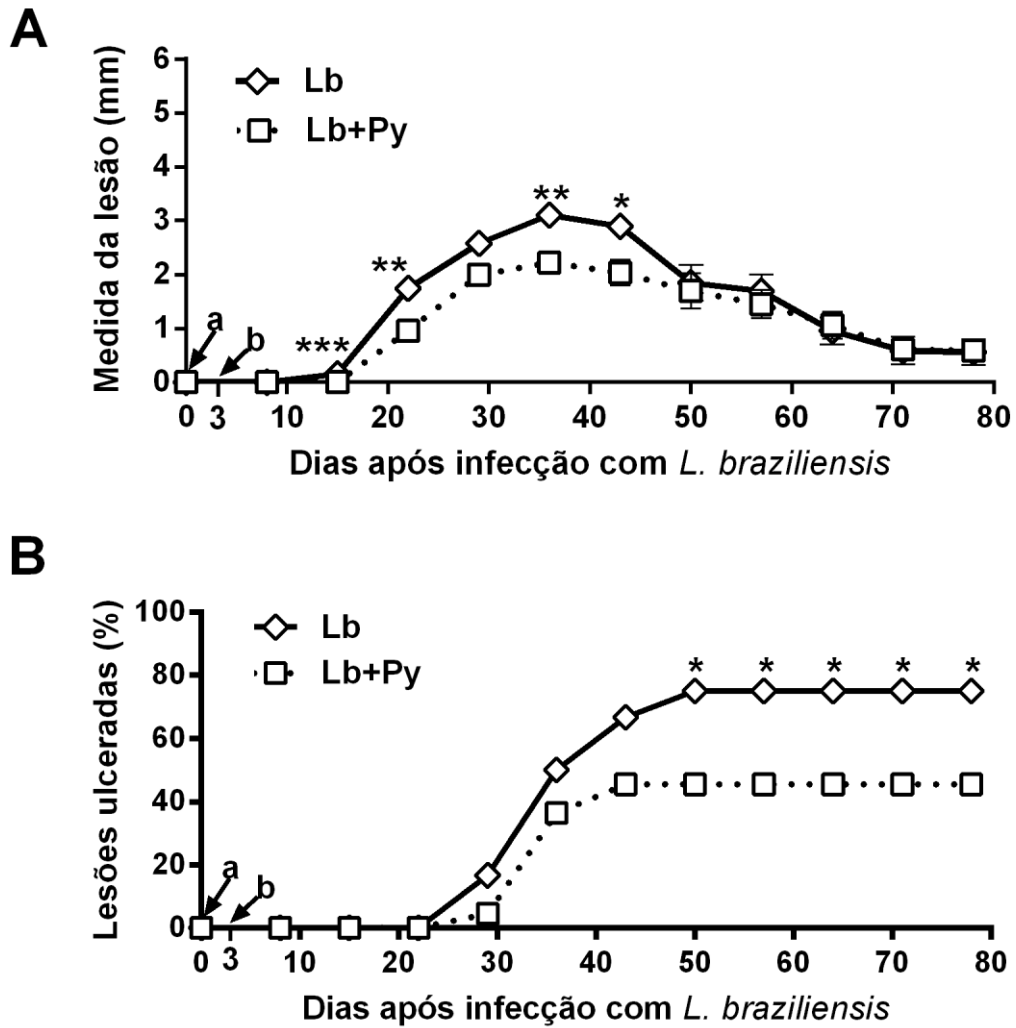 A
Medida da lesão (mm)
6
5
4
3
2
1
0
Lb
Lb+Py
**
*
**
***
a
b
0 3 10 20 30 40 50 60 70 80
Dias após infecção com L. braziliensis
B
Lesões ulceradas (%)
100
80
60
40
20
0
Lb
Lb+Py
* * * * *
a
b
0 3 10 20 30 40 50 60 70 80
Dias após infecção com L. braziliensis